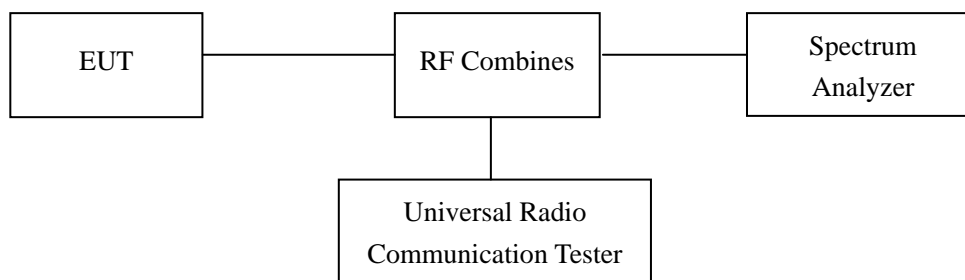 EUT
RF Combines
Spectrum
Analyzer
Universal Radio
Communication Tester